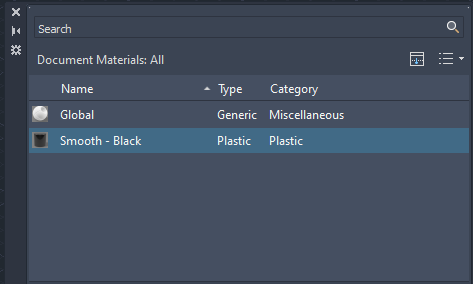 Search
Document Materials: All
Name Type Category
Global Generic Miscellaneous
Smooth - Black Plastic Plastic